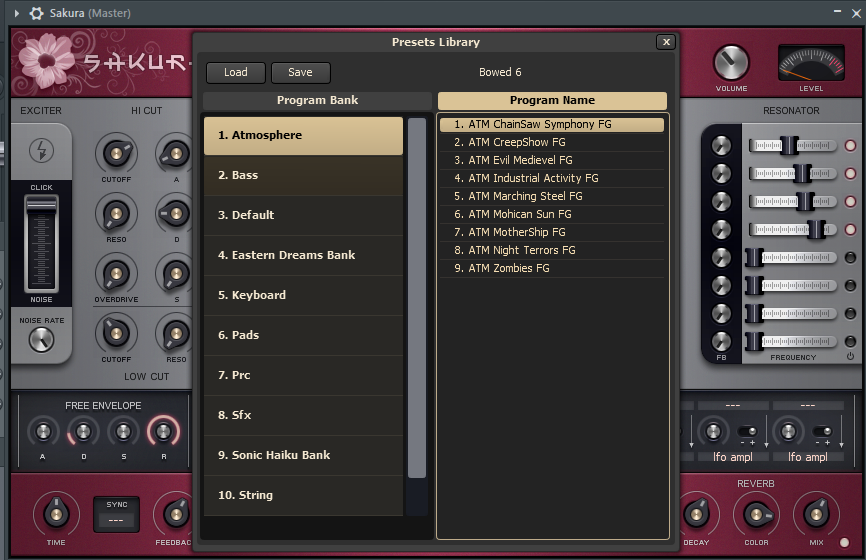 Sakura (Master)
Presets Library
Load
Save
Bowed 6
Program Bank
Program Name
1. Atmosphere
2. Bass
3. Default
4. Eastern Dreams Bank
5. Keyboard
6. Pads
7. Prc
8. Sfx
9. Sonic Haiku Bank
10. String
1. ATM ChainSaw Symphony FG
2. ATM CreepShow FG
3. ATM Evil Medievel FG
4. ATM Industrial Activity FG
5. ATM Marching Steel FG
6. ATM Mohican Sun FG
7. ATM MotherShip FG
8. ATM Night Terrors FG
9. ATM Zombies FG
SAKUR
VOLUME
LEVEL
EXCITER
HI CUT
CLICK
NOISE
NOISE RATE
CUTOFF
A
RESO
D
OVERDRIVE
S
CUTOFF
RESO
LOW CUT
RESONATOR
FB
FREQUENCY
FREE ENVELOPE
A
D
S
R
---
---
- +
- +
lfo ampl
lfo ampl
TIME
SYNC
---
FEEDBAC
REVERB
DECAY
COLOR
MIX